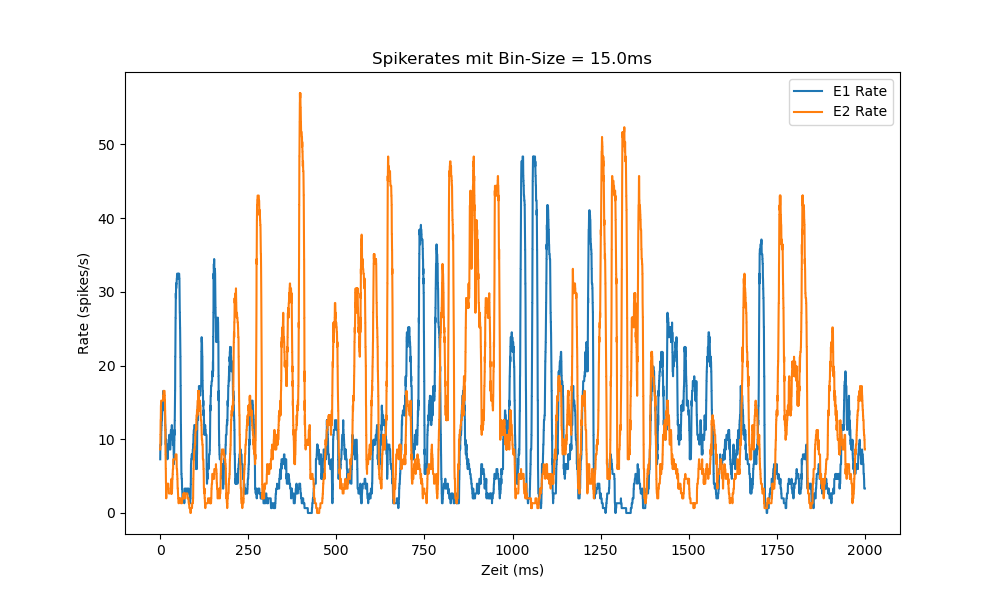 Spikerates mit Bin-Size = 15.0ms
E1 Rate
E2 Rate
50
40
30
20
10
0
Rate (spikes/s)
0 250 500 750 1000 1250 1500 1750 2000
Zeit (ms)